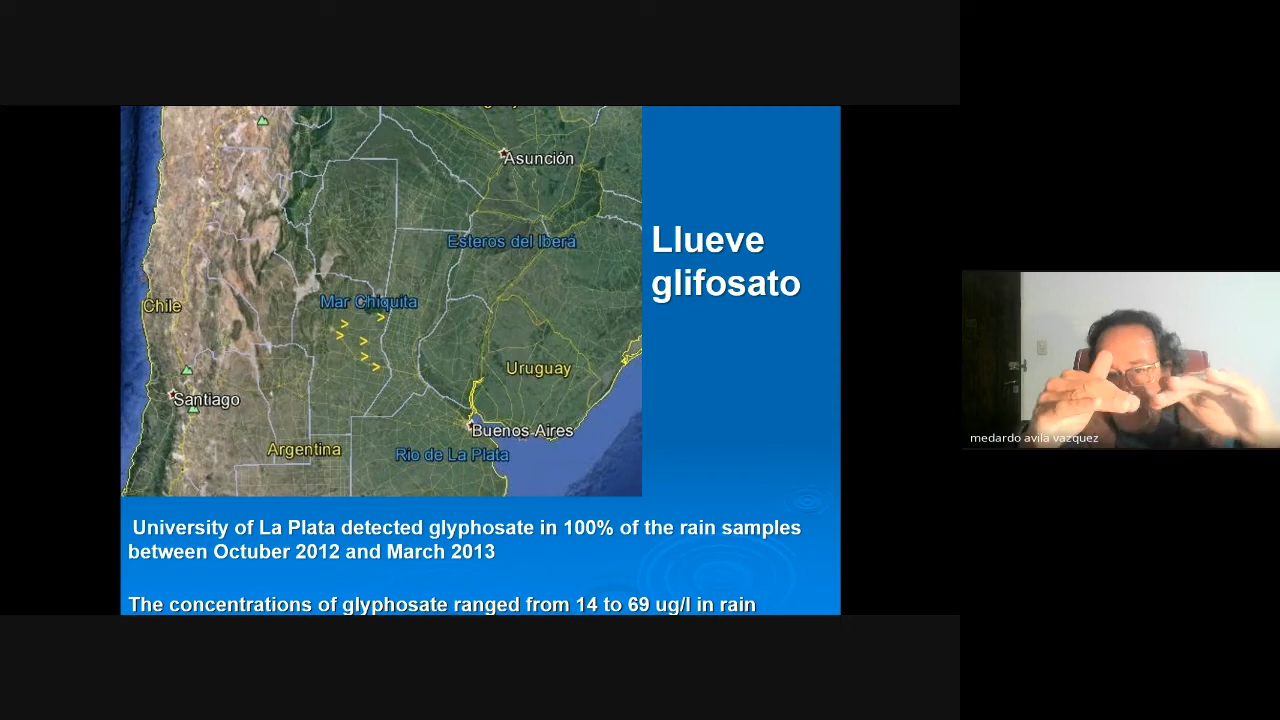 Asunción
Esteros del Iberá
Mar Chiquita
Chile
Uruguay
Santiago
Buenos Aires
Argentina
Rio de La Plata
Llueve
glifosato
University of La Plata detected glyphosate in 100% of the rain samples
between Octuber 2012 and March 2013
The concentrations of glyphosate ranged from 14 to 69 ug/l in rain
medardo avila vazquez